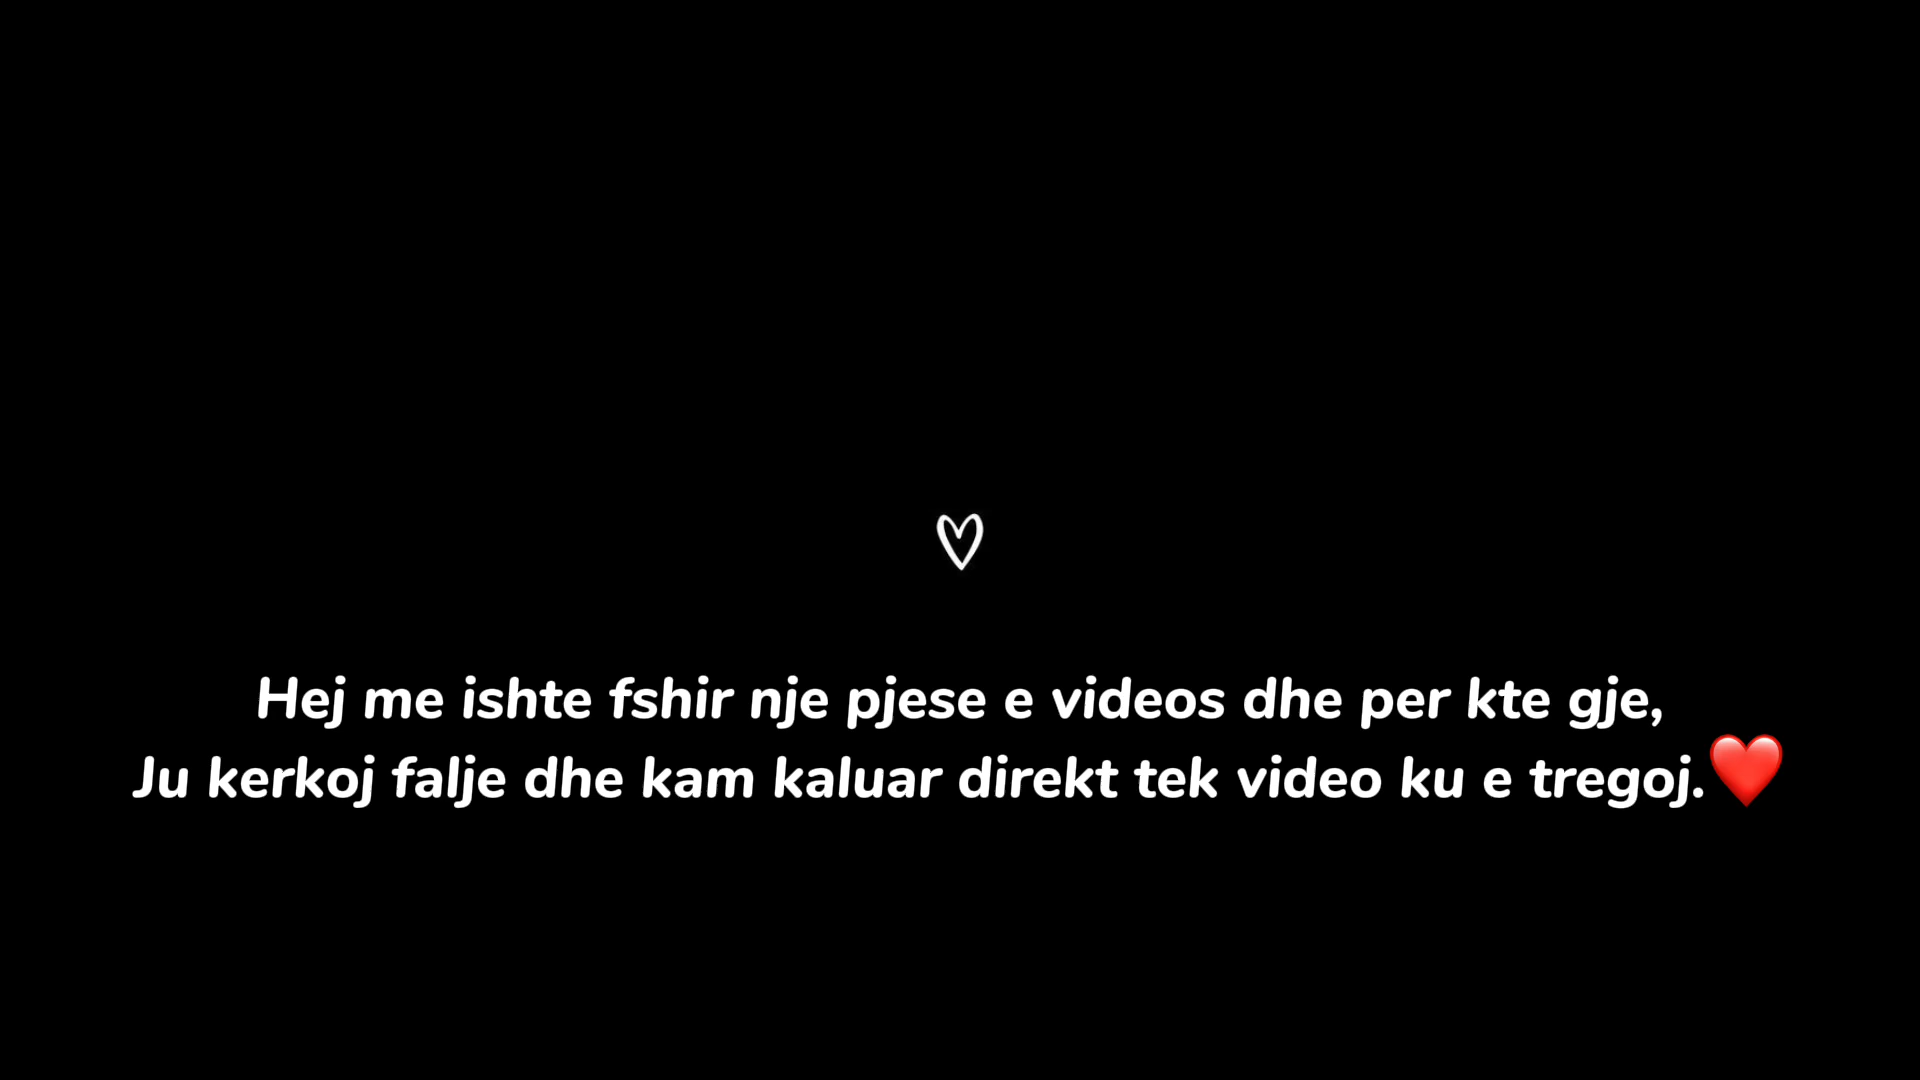 Hej me ishte fshir nje pjese e videos dhe per kte gje,
Ju kerkoj falje dhe kam kaluar direkt tek video ku e tregoj.❤️